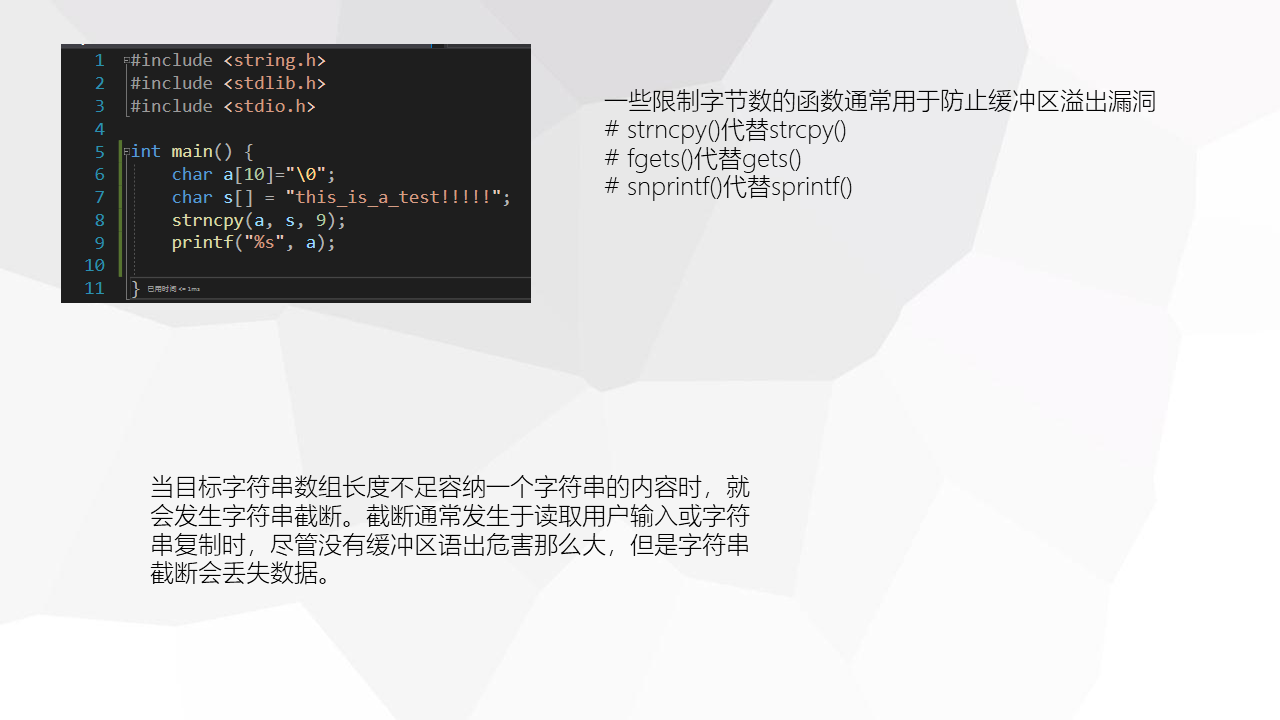 1 #include <string.h>
2 #include <stdlib.h>
3 #include <stdio.h>
4
5 int main() {
6 char a[10]="\0";
7 char s[] = "this_is_a_test!!!!!";
8 strncpy(a, s, 9);
9 printf("%s", a);
10
11 } 已用时间 <= 1ms
一些限制字节数的函数通常用于防止缓冲区溢出漏洞
# strncpy()代替strcpy()
# fgets()代替gets()
# snprintf()代替sprintf()
当目标字符串数组长度不足容纳一个字符串的内容时，就
会发生字符串截断。截断通常发生于读取用户输入或字符
串复制时，尽管没有缓冲区语出危害那么大，但是字符串
截断会丢失数据。